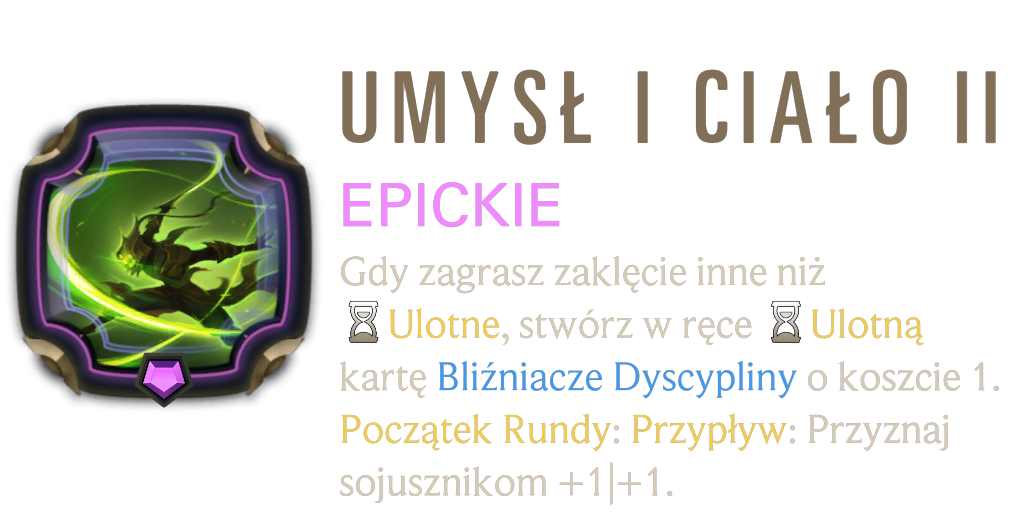 UMYSŁ I CIAŁO II
EPICKIE
Gdy zagrasz zaklęcie inne niż
Ulotne, stwórz w ręce Ulotną
kartę Bliźniacze Dyscypliny o koszcie 1.
Początek Rundy: Przypływ: Przyznaj
sojusznikom +1|+1.